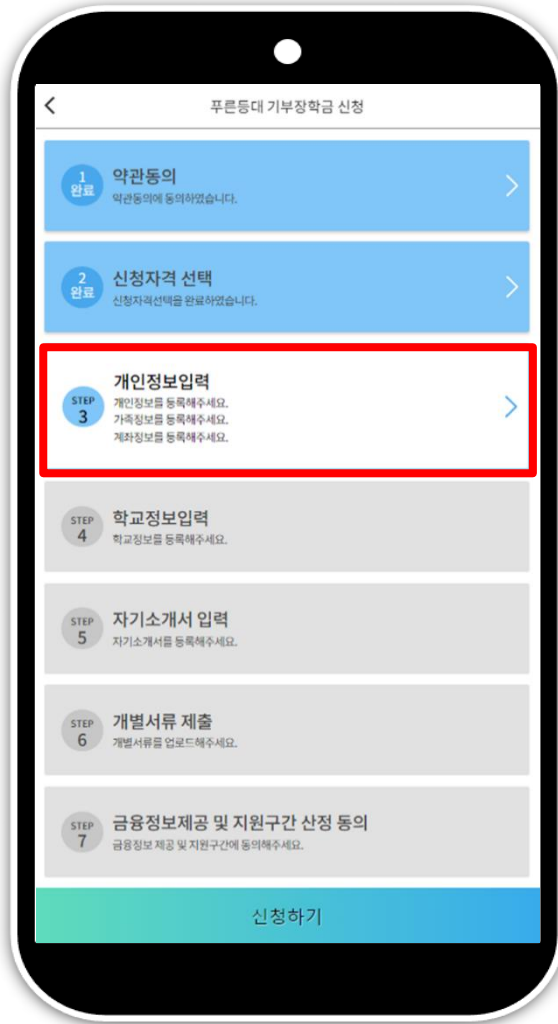 푸른등대 기부장학금 신청
1
완료
약관동의
약관동의에 동의하였습니다.
2
완료
신청자격 선택
신청자격선택을 완료하였습니다.
STEP
3
개인정보입력
개인정보를 등록해주세요.
가족정보를 등록해주세요.
계좌정보를 등록해주세요.
STEP
4
학교정보입력
학교정보를 등록해주세요.
STEP
5
자기소개서 입력
자기소개서를 등록해주세요.
STEP
6
개별서류 제출
개별서류를 업로드해주세요.
STEP
7
금융정보제공 및 지원구간 산정 동의
금융정보 제공 및 지원구간에 동의해주세요.
신청하기